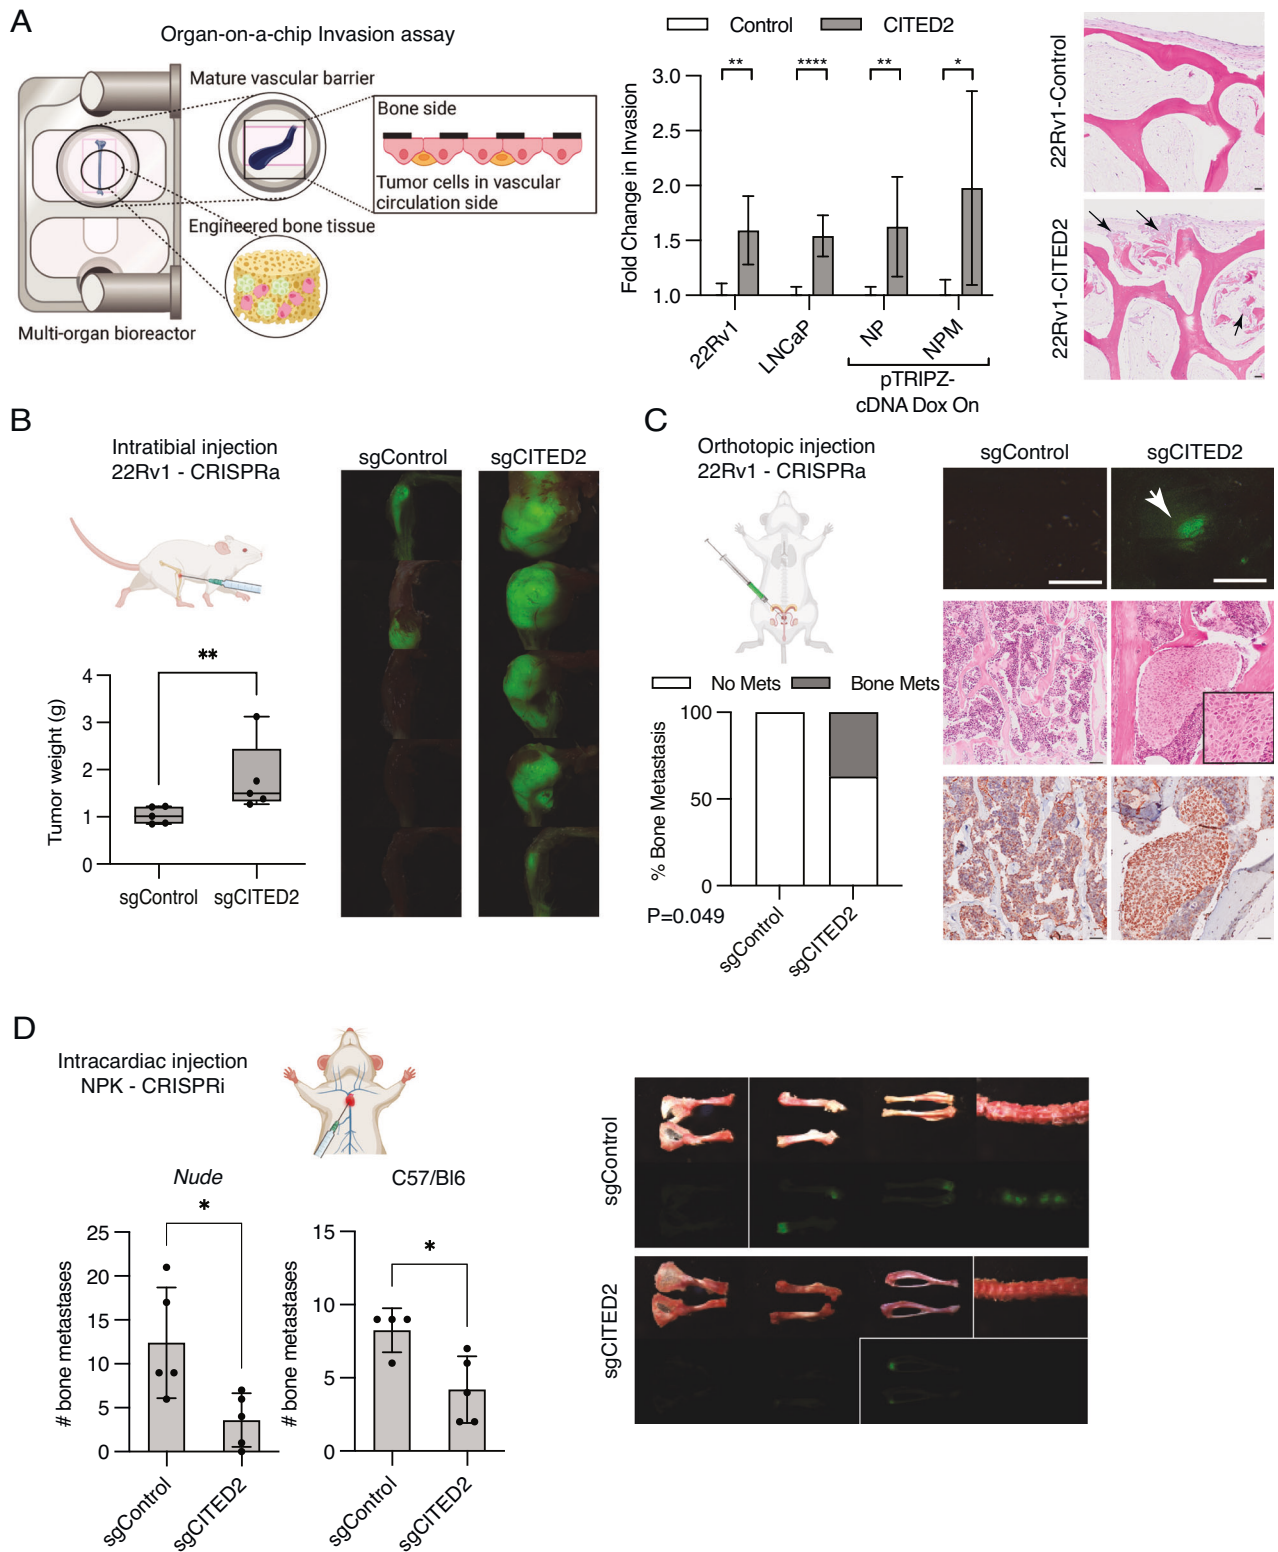 A
Organ-on-a-chip Invasion assay
Mature vascular barrier
Bone side
Tumor cells in vascular
circulation side
Engineered bone tissue
Multi-organ bioreactor
Control
CITED2
Fold Change in Invasion
3.0
2.5
2.0
1.5
1.0
**
****
**
*
22Rv1
LNCaP
NP
NPM
pTRIPZ-
cDNA Dox On
22Rv1-Control
22Rv1-CITED2
B
Intratibial injection
22Rv1 - CRISPRa
sgControl
sgCITED2
**
Tumor weight (g)
4
3
2
1
0
sgControl
sgCITED2
C
Orthotopic injection
22Rv1 - CRISPRa
sgControl
sgCITED2
No Mets
Bone Mets
% Bone Metastasis
100
50
0
P=0.049
sgControl
sgCITED2
D
Intracardiac injection
NPK - CRISPRi
Nude
*
# bone metastases
25
20
15
10
5
0
sgControl
sgCITED2
C57/Bl6
*
# bone metastases
15
10
5
0
sgControl
sgCITED2
sgControl
sgCITED2